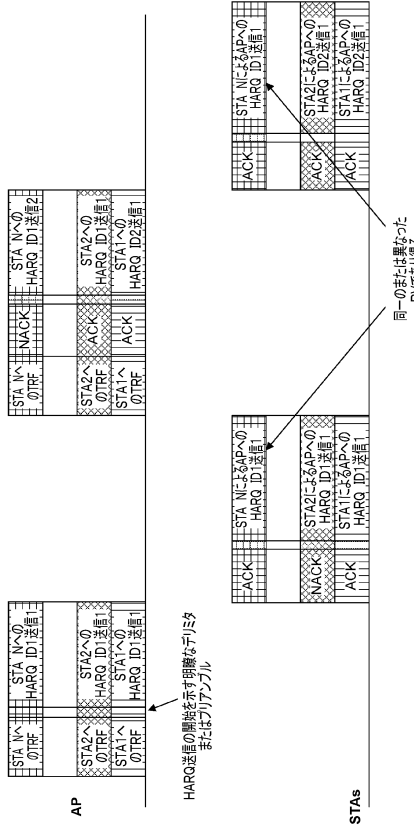 AP
STA Nへ
のTRF
STA Nへの
HARQ ID1送信1
STA2へ
のTRF
STA2への
HARQ ID1送信1
STA1へ
のTRF
STA1への
HARQ ID1送信1
STA Nへ
のTRF
NACK
STA Nへの
HARQ ID1送信2
STA2へ
のTRF
ACK
STA2への
HARQ ID1送信1
STA1へ
のTRF
ACK
STA1への
HARQ ID2送信1
HARQ送信の開始を示す明瞭なデリミタ
またはプリアンブル
STAs
ACK
STA NによるAPへの
HARQ ID1送信1
NACK
STA2によるAPへの
HARQ ID1送信1
ACK
STA1によるAPへの
HARQ ID1送信1
ACK
STA NによるAPへの
HARQ ID1送信1
ACK
STA2によるAPへの
HARQ ID2送信1
ACK
STA1によるAPへの
HARQ ID2送信1
同一のまたは異なった